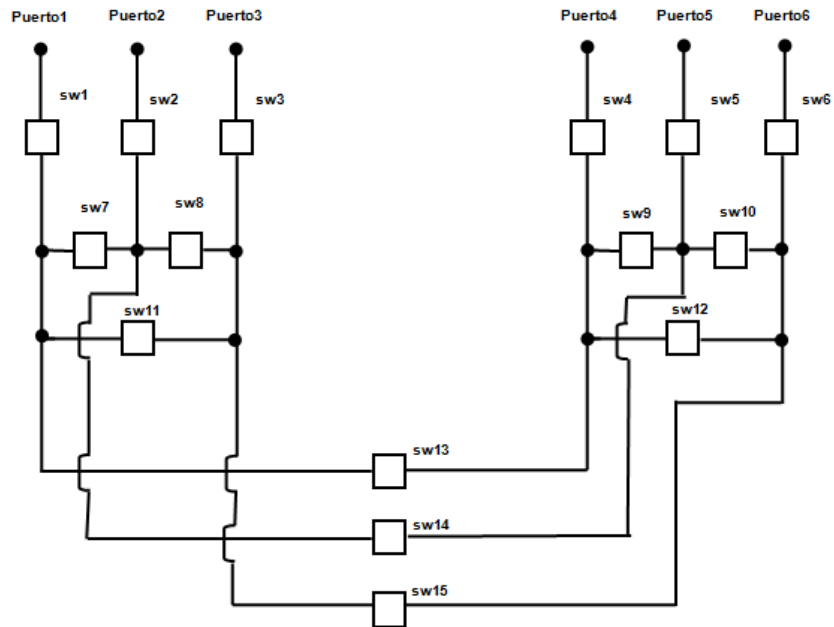 Puerto1 Puerto2 Puerto3 Puerto4 Puerto5 Puerto6
sw1 sw2 sw3 sw4 sw5 sw6
sw7 sw8 sw9 sw10
sw11 sw12
sw13
sw14
sw15